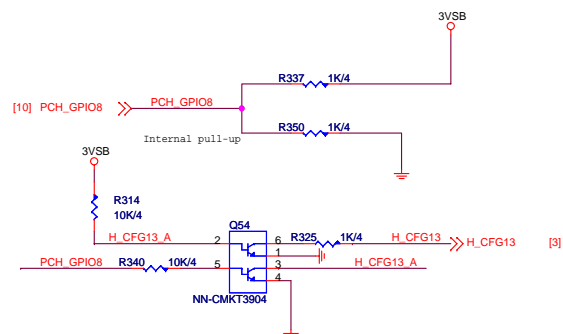 3VSB
R337 1K/4
[10] PCH_GPIO8 PCH_GPIO8
R350 1K/4
Internal pull-up
3VSB
R314
10K/4
Q54
H_CFG13_A 2 6 R325 1K/4 H_CFG13 H_CFG13 [3]
1
PCH_GPIO8 R340 10K/4 5 3 H_CFG13_A
4
NN-CMKT3904